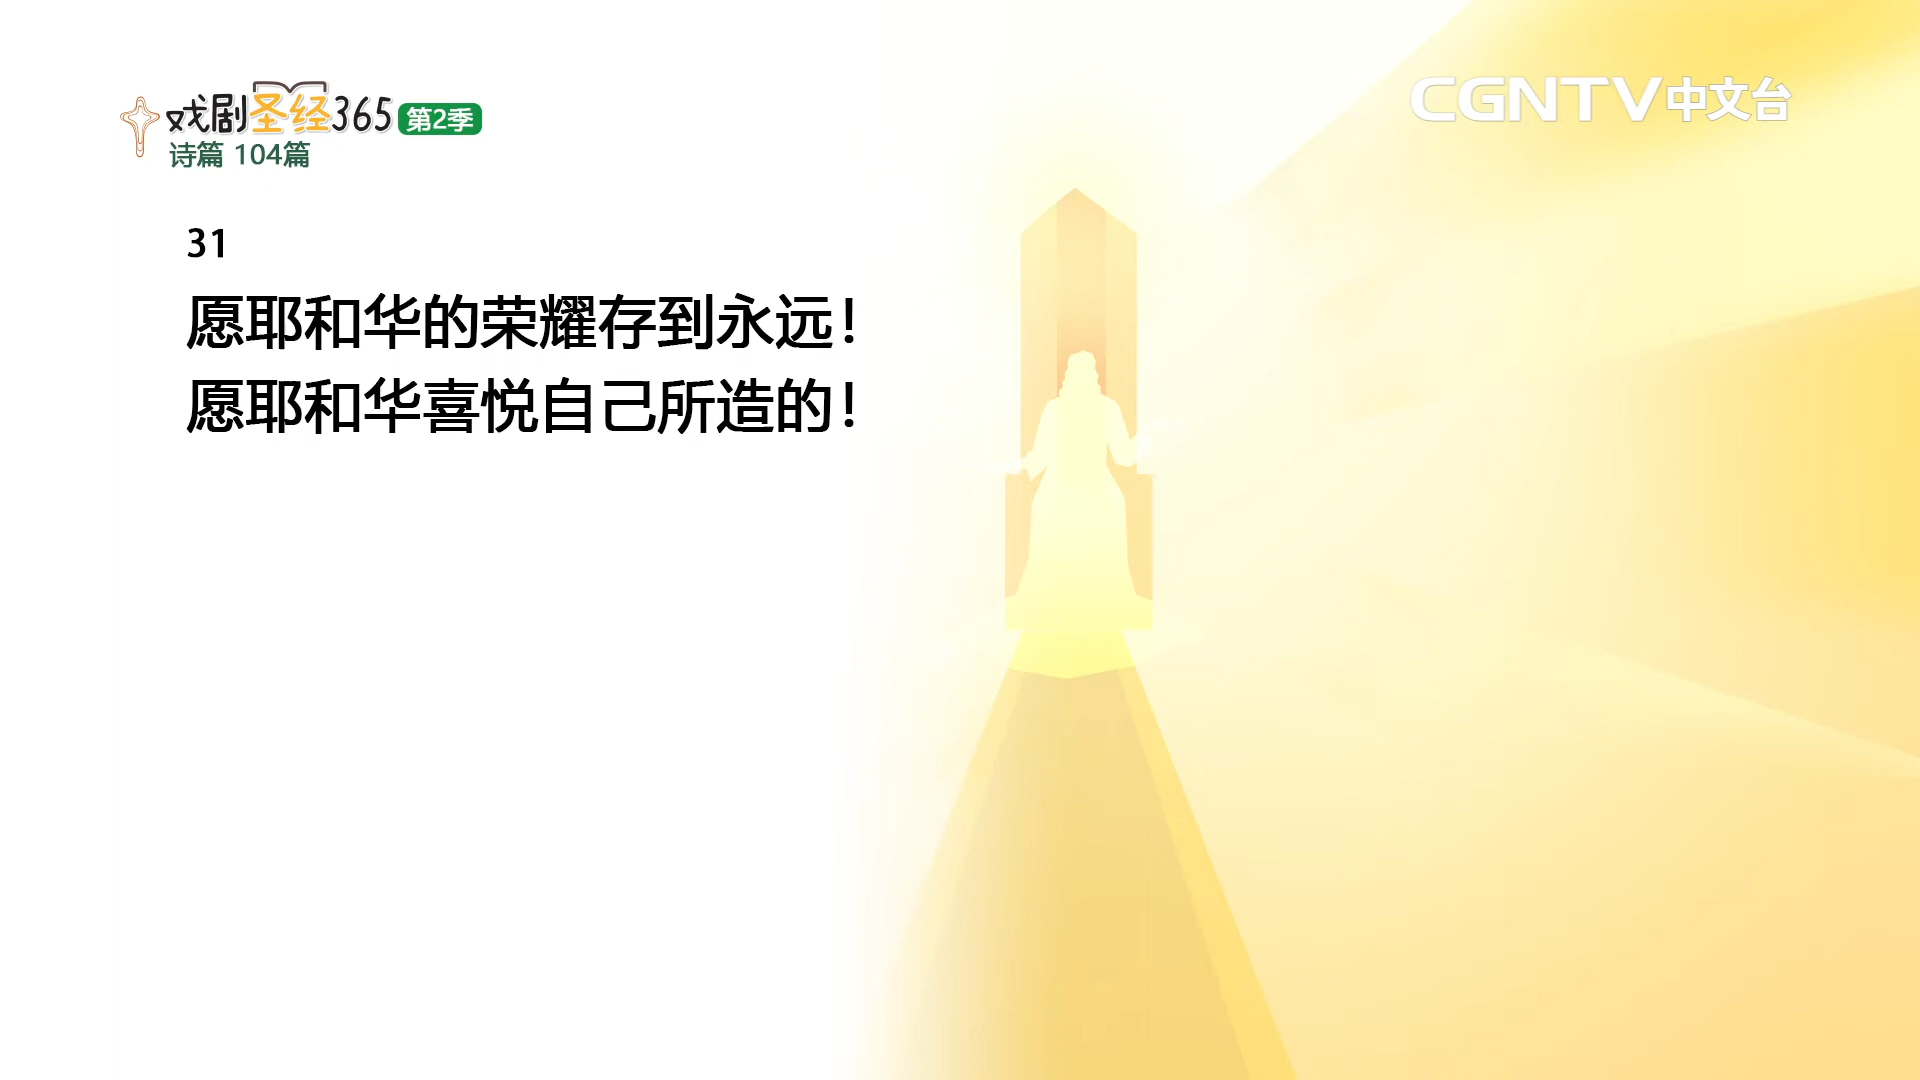 戏剧圣经365 第2季
诗篇 104篇
CGNTV中文台
31
愿耶和华的荣耀存到永远！
愿耶和华喜悦自己所造的！